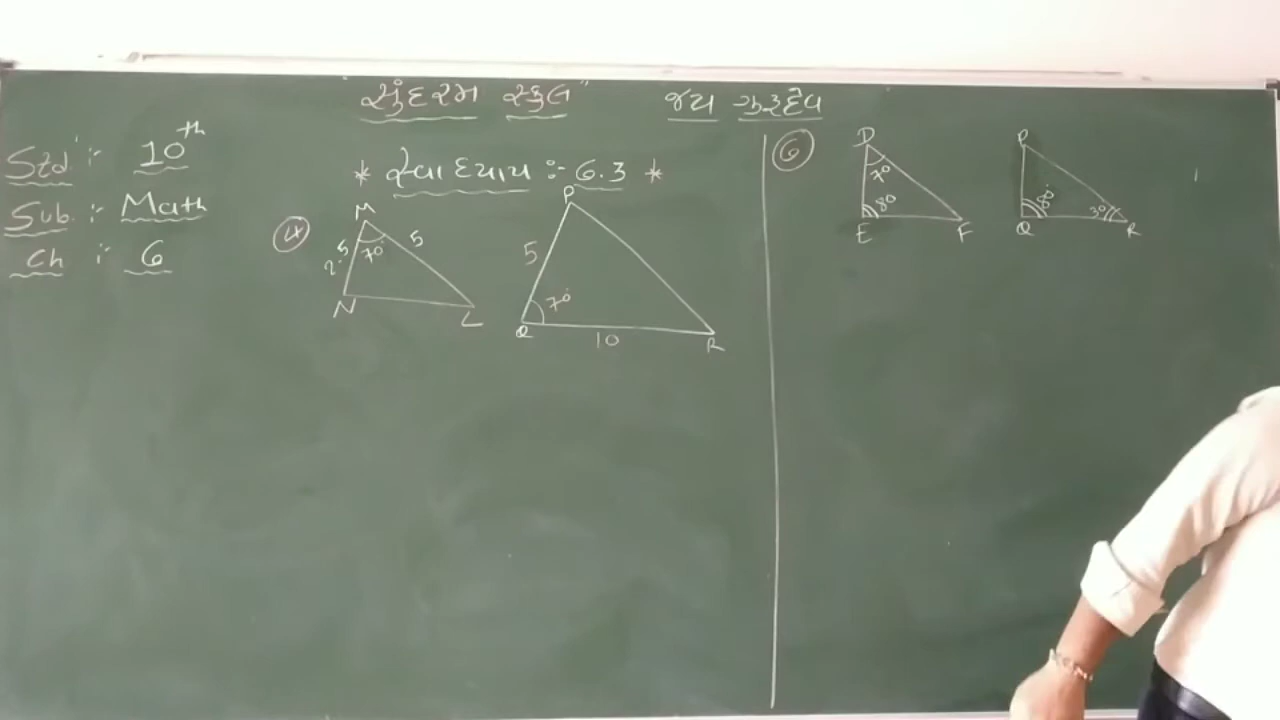 સુંદરમ સ્કુલ"
જય ગુરુદેવ
Std :- 10th
Sub. :- Math
Ch :- 6
* સ્વાધ્યાય :- 6.3 *
4
M
2.5
5
70°
N
L
P
5
70°
Q
10
R
6
D
70°
80°
E
F
P
80°
30°
Q
R